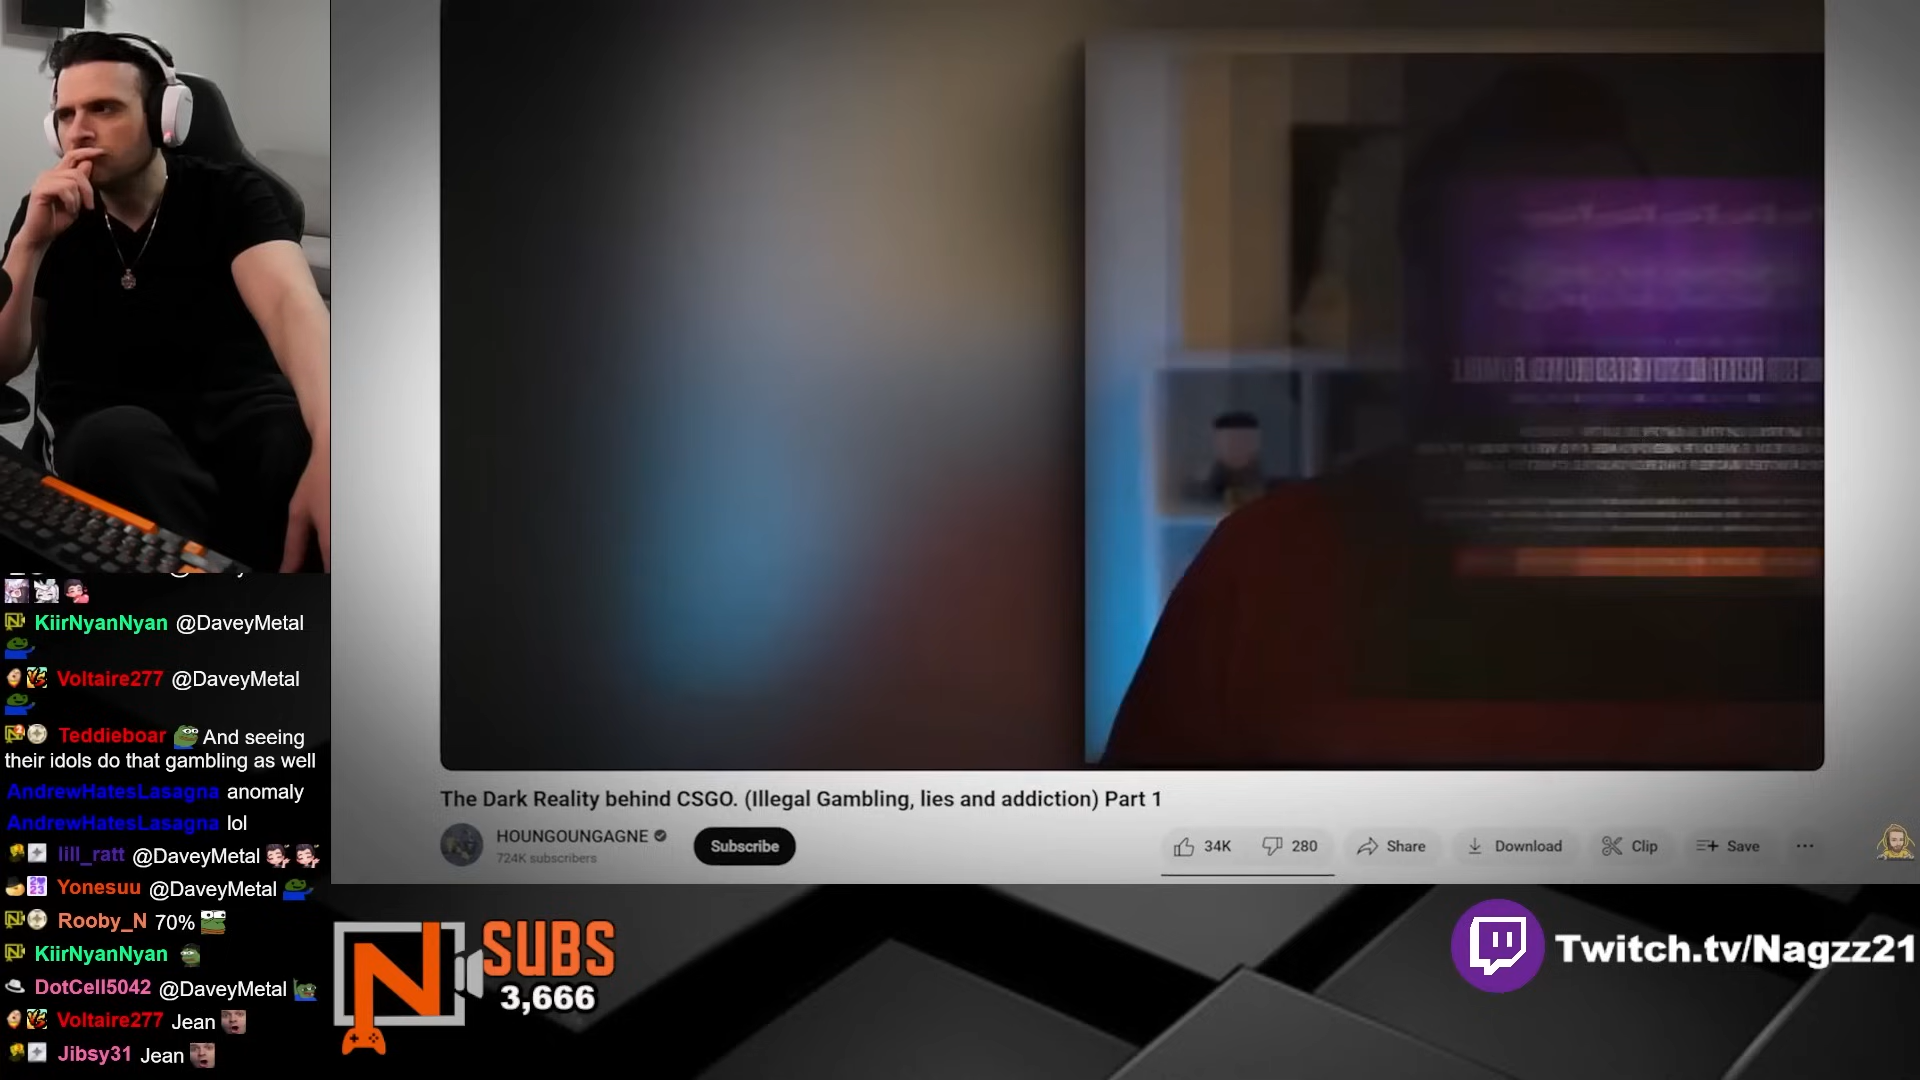 KiirNyanNyan @DaveyMetal
Voltaire277 @DaveyMetal
Teddieboar And seeing
their idols do that gambling as well
AndrewHatesLasagna anomaly
AndrewHatesLasagna lol
lill_ratt @DaveyMetal
Yonesuu @DaveyMetal
Rooby_N 70%
KiirNyanNyan
DotCell5042 @DaveyMetal
Voltaire277 Jean
Jibsy31 Jean
The Dark Reality behind CSGO. (Illegal Gambling, lies and addiction) Part 1
HOUNGOUNGAGNE
724K subscribers
Subscribe
34K
280
Share
Download
Clip
Save
N
SUBS
3,666
Twitch.tv/Nagzz21